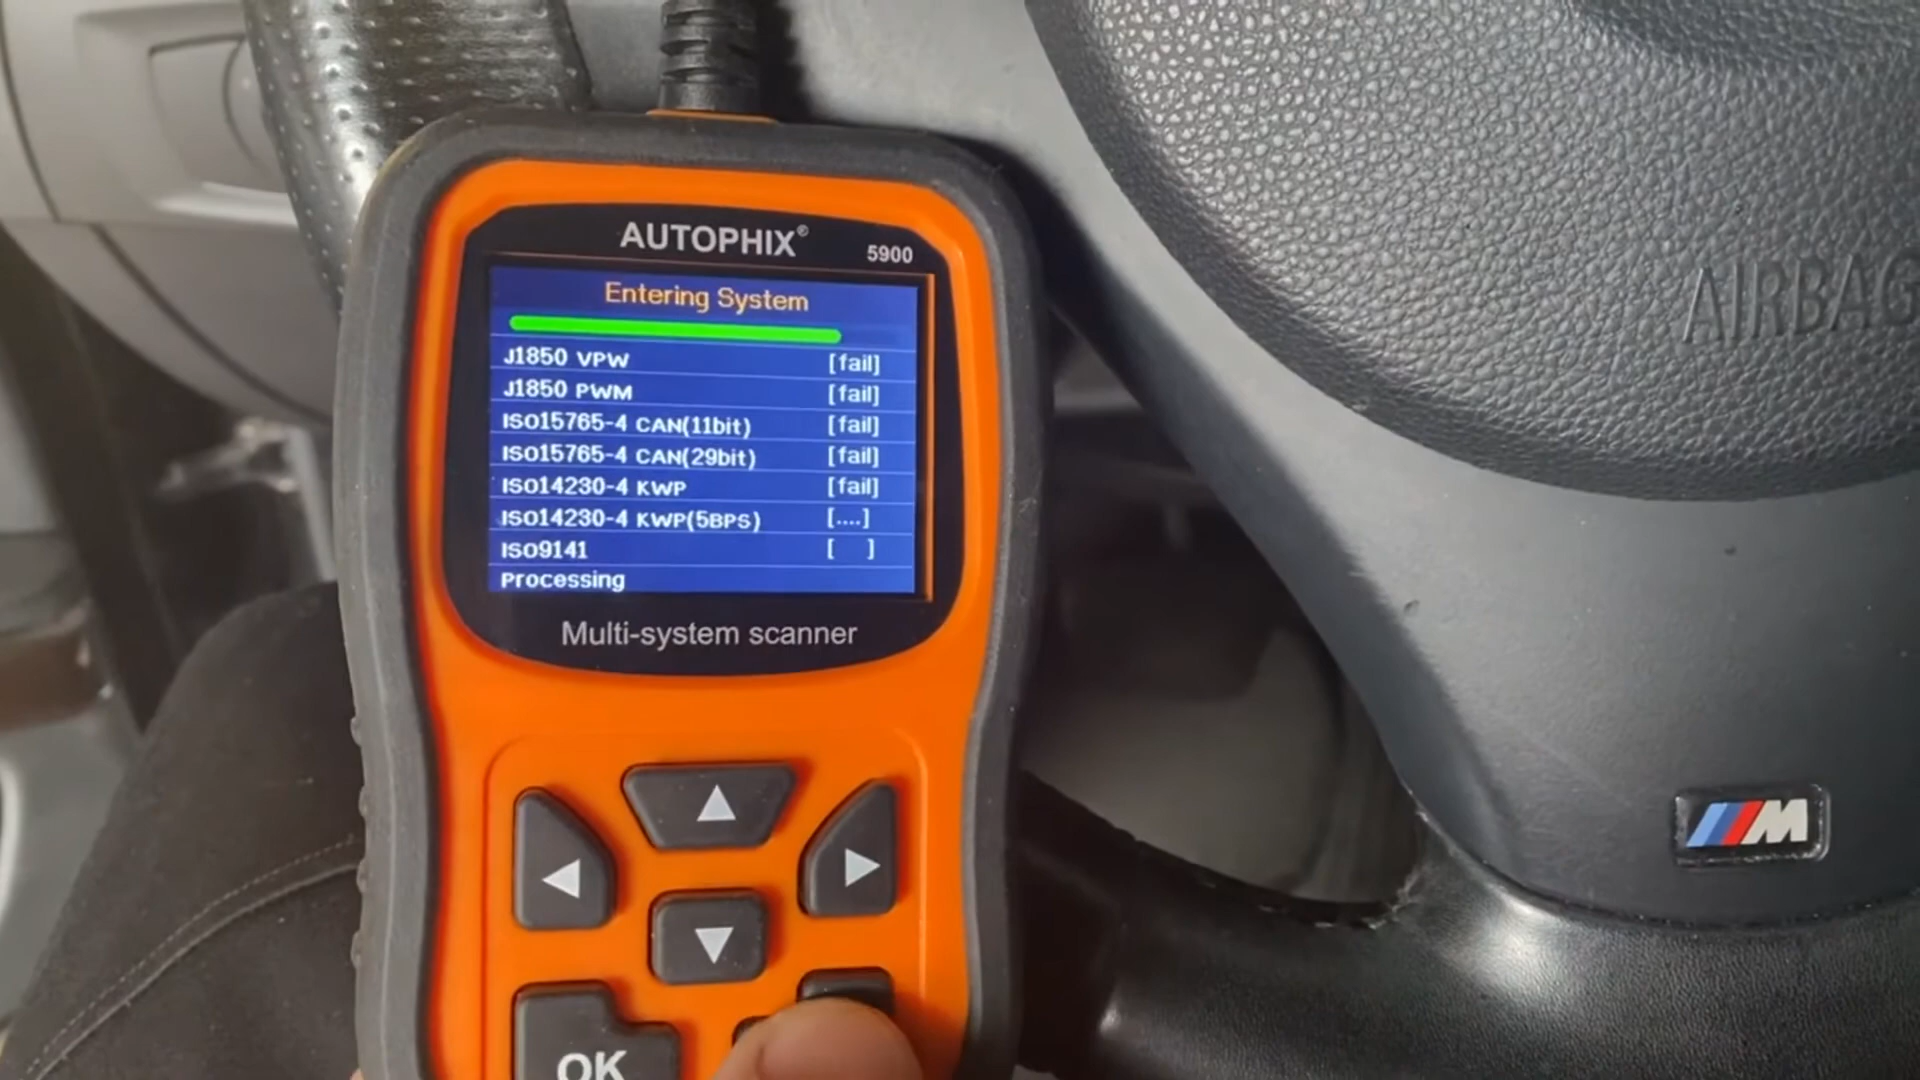 AUTOPHIX®
5900
Entering System
J1850 VPW [fail]
J1850 PWM [fail]
ISO15765-4 CAN(11bit) [fail]
ISO15765-4 CAN(29bit) [fail]
ISO14230-4 KWP [fail]
ISO14230-4 KWP(5BPS) [....]
ISO9141 [ ]
Processing
Multi-system scanner
OK
AIRBAG
M